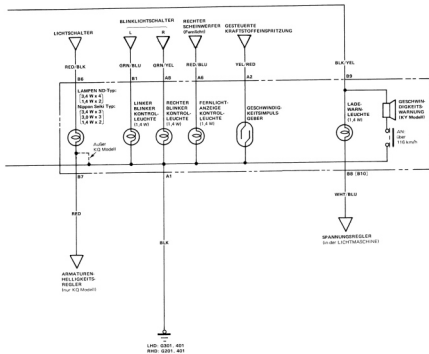 BLINKLICHTSCHALTER
L
R
LICHTSCHALTER
RECHTER
SCHEINWERFER
(Fernlicht)
GESTEUERTE
KRAFTSTOFFEINSPRITZUNG
RED/BLK
GRN/BLU
GRN/YEL
RED/BLU
YEL/RED
BLK/YEL
B6
B1
A5
A6
A2
B9
LAMPEN ND-Typ:
[3,4 W x 4]
[1,4 W x 2]
Nippon Seiki Typ:
[3,4 W x 3]
[3,0 W x 3]
[1,4 W x 2]
LINKER
BLINKER
KONTROL-
LEUCHTE
(1,4 W)
RECHTER
BLINKER
KONTROL-
LEUCHTE
(1,4 W)
FERNLICHT-
ANZEIGE
KONTROL-
LEUCHTE
(1,4 W)
GESCHWINDIG-
KEITSIMPULS
GEBER
LADE-
WARN-
LEUCHTE
(1,4 W)
GESCHWIN-
DIGKEITS-
WARNUNG
(KY Modell)
AN:
über
116 km/h
Außer
KQ Modell
B7
A1
B8 [B10]
RED
BLK
WHT/BLU
ARMATUREN-
HELLIGKEITS-
REGLER
(nur KQ Modell)
SPANNUNGSREGLER
(in der LICHTMASCHINE)
LHD: G301, 401
RHD: G201, 401